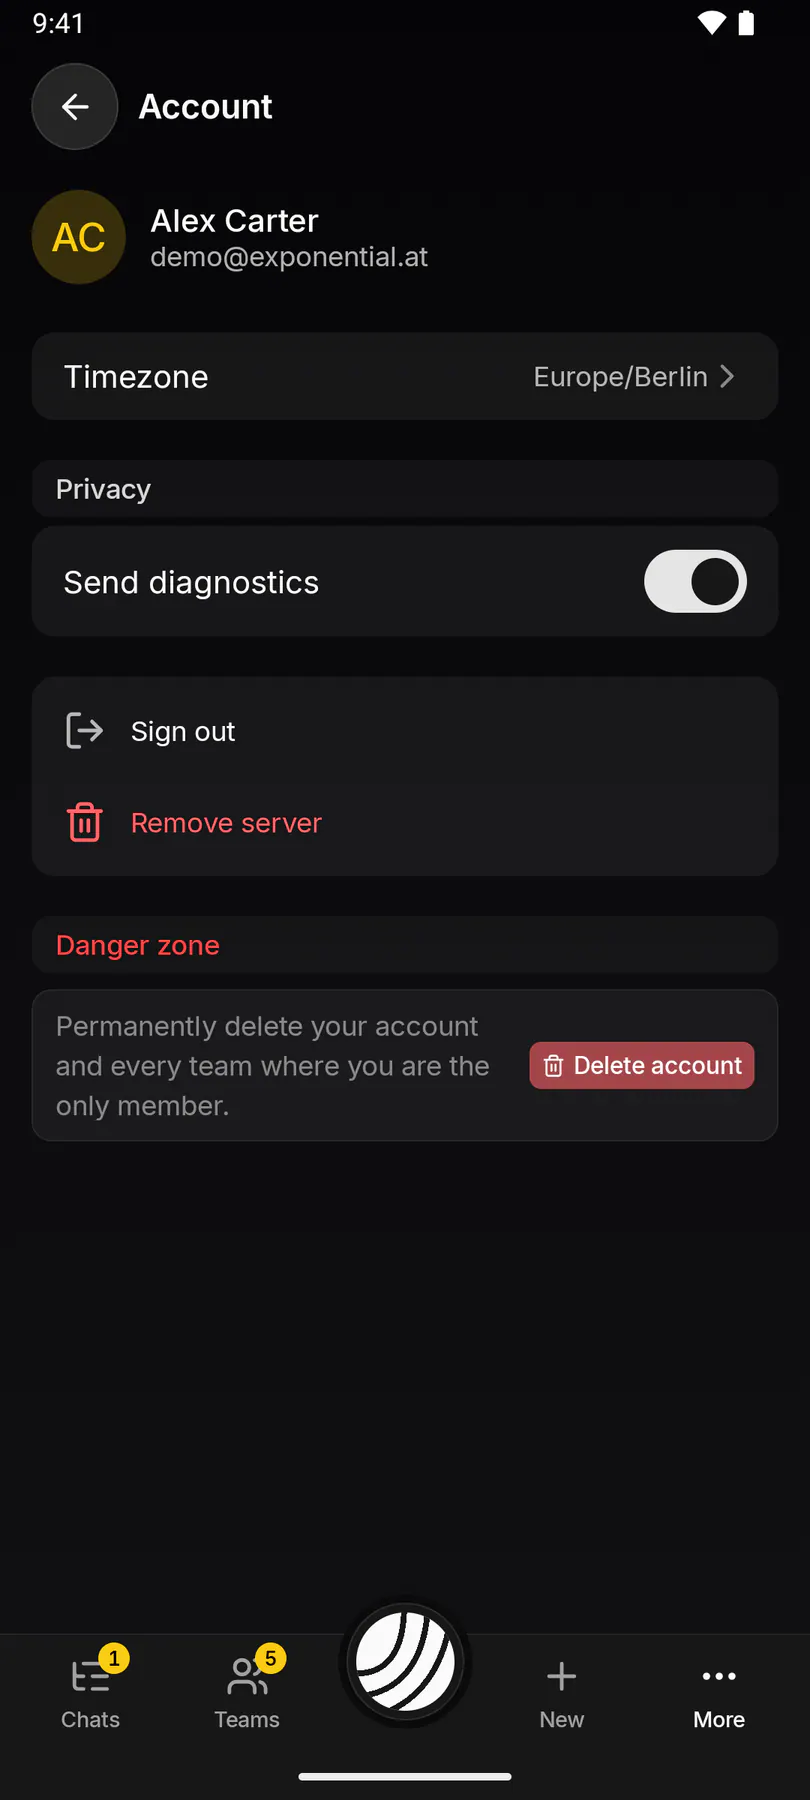 9:41
Account
AC
Alex Carter
demo@exponential.at
Timezone
Europe/Berlin
Privacy
Send diagnostics
Sign out
Remove server
Danger zone
Permanently delete your account
and every team where you are the
only member.
Delete account
1
5
Chats
Teams
New
More